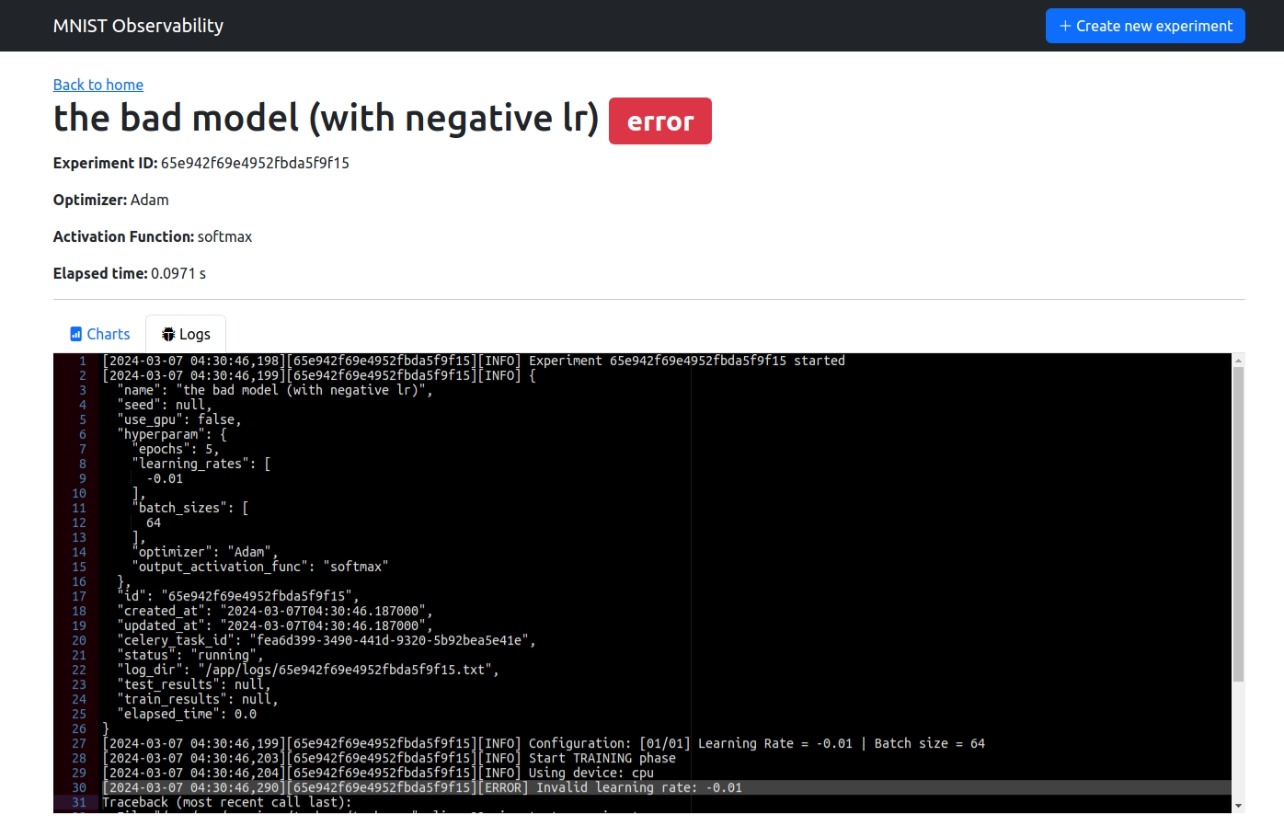 MNIST Observability
+ Create new experiment
Back to home
the bad model (with negative lr) error
Experiment ID: 65e942f69e4952fbda5f9f15
Optimizer: Adam
Activation Function: softmax
Elapsed time: 0.0971 s
Charts Logs
1 [2024-03-07 04:30:46,198][65e942f69e4952fbda5f9f15][INFO] Experiment 65e942f69e4952fbda5f9f15 started
2 [2024-03-07 04:30:46,199][65e942f69e4952fbda5f9f15][INFO] {
3 "name": "the bad model (with negative lr)",
4 "seed": null,
5 "use_gpu": false,
6 "hyperparam": {
7 "epochs": 5,
8 "learning_rates": [
9 -0.01
10 ],
11 "batch_sizes": [
12 64
13 ],
14 "optimizer": "Adam",
15 "output_activation_func": "softmax"
16 },
17 "id": "65e942f69e4952fbda5f9f15",
18 "created_at": "2024-03-07T04:30:46.187000",
19 "updated_at": "2024-03-07T04:30:46.187000",
20 "celery_task_id": "fea6d399-3490-441d-9320-5b92bea5e41e",
21 "status": "running",
22 "log_dir": "/app/logs/65e942f69e4952fbda5f9f15.txt",
23 "test_results": null,
24 "train_results": null,
25 "elapsed_time": 0.0
26 }
27 [2024-03-07 04:30:46,199][65e942f69e4952fbda5f9f15][INFO] Configuration: [01/01] Learning Rate = -0.01 | Batch size = 64
28 [2024-03-07 04:30:46,203][65e942f69e4952fbda5f9f15][INFO] Start TRAINING phase
29 [2024-03-07 04:30:46,204][65e942f69e4952fbda5f9f15][INFO] Using device: cpu
30 [2024-03-07 04:30:46,290][65e942f69e4952fbda5f9f15][ERROR] Invalid learning rate: -0.01
31 Traceback (most recent call last):